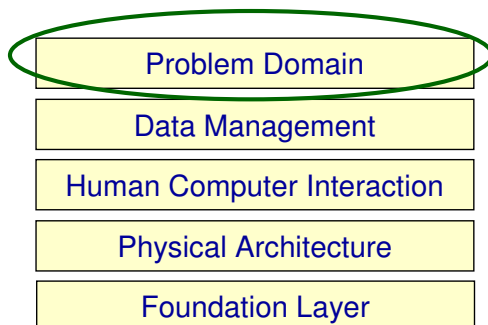 Problem Domain
Data Management
Human Computer Interaction
Physical Architecture
Foundation Layer